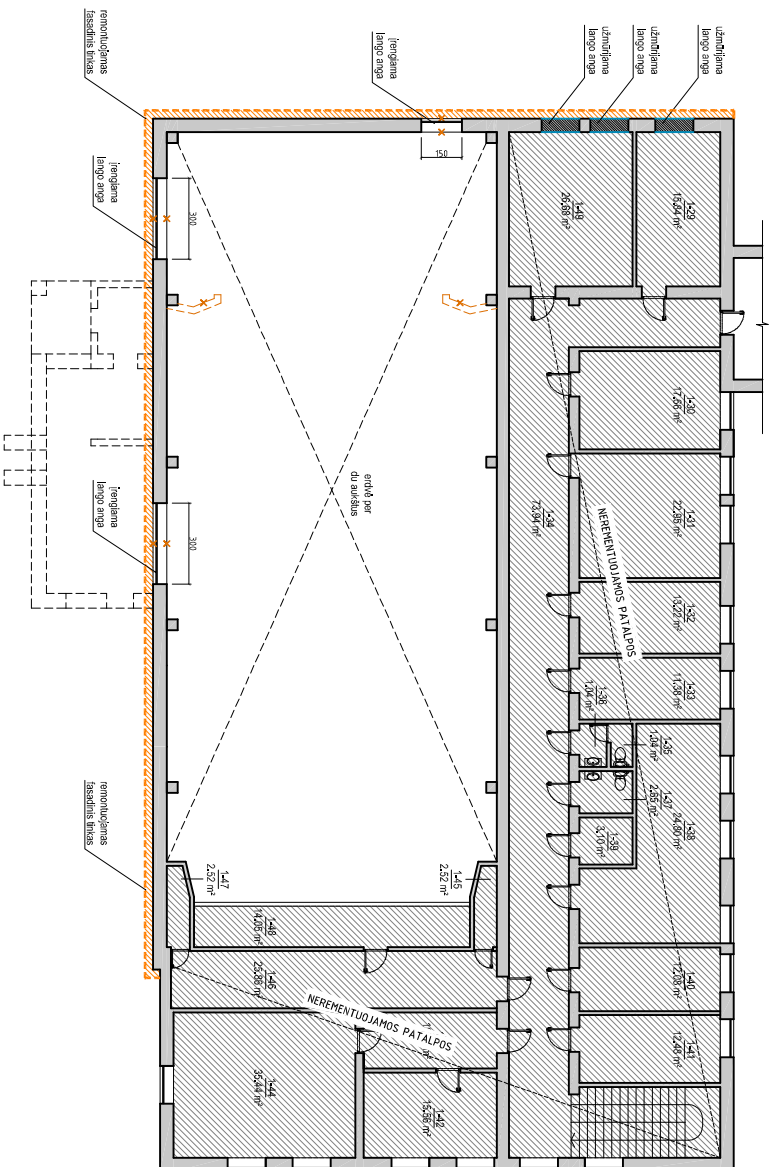 remontuojamas
fasadinis tinkas
įrengiama
lango anga
užmūrijama
lango anga
užmūrijama
lango anga
užmūrijama
lango anga
150
įrengiama
lango anga
300
1-49
26.68 m²
1-29
15.84 m²
1-30
17.66 m²
1-34
73.94 m²
1-31
22.95 m²
NEREMENTUOJAMOS PATALPOS
erdvė per
du aukštus
įrengiama
lango anga
300
1-32
13.22 m²
1-33
11.38 m²
1-36
1.04 m²
1-35
1.04 m²
1-37
2.65 m²
1-38
24.80 m²
1-39
3.10 m²
remontuojamas
fasadinis tinkas
1-47
2.52 m²
1-45
2.52 m²
1-48
14.05 m²
1-46
25.36 m²
1-40
12.08 m²
1-41
12.48 m²
NEREMENTUOJAMOS PATALPOS
m²
1-44
35.44 m²
1-42
15.56 m²